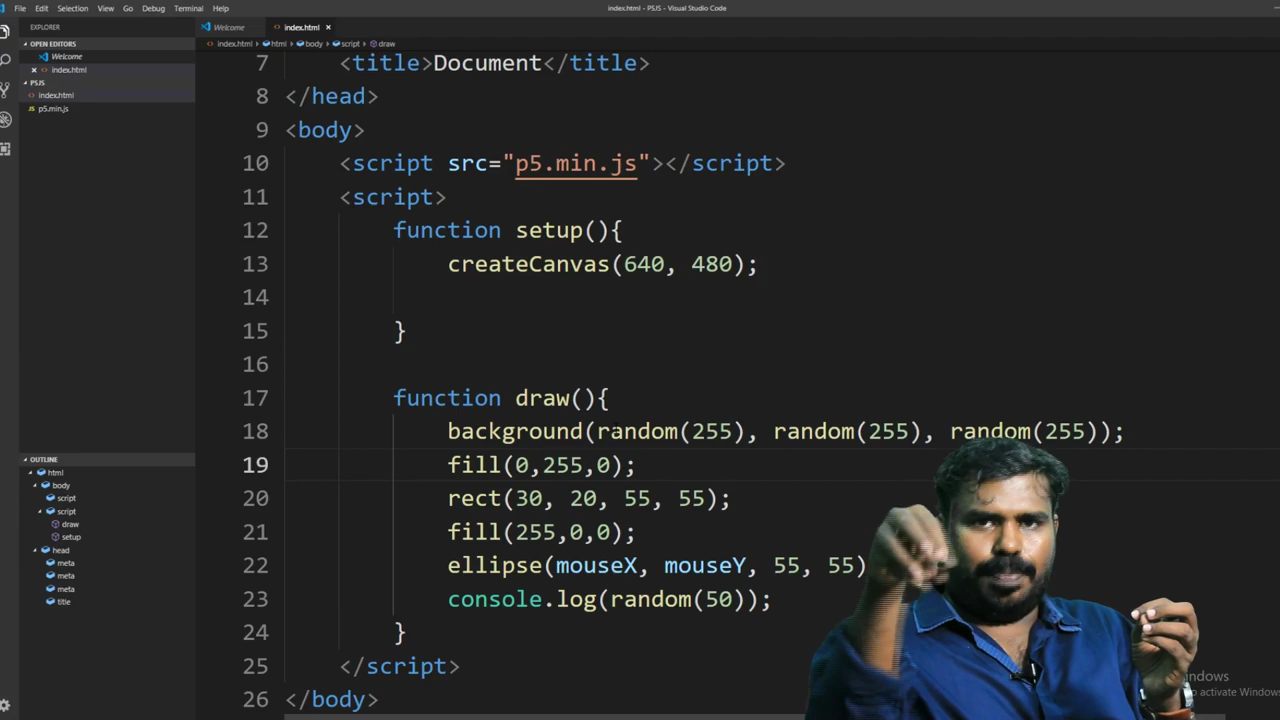 File Edit Selection View Go Debug Terminal Help
index.html - PSJS - Visual Studio Code
EXPLORER
OPEN EDITORS
Welcome
index.html
P5JS
index.html
JS p5.min.js
OUTLINE
html
body
script
script
draw
setup
head
meta
meta
meta
title
Welcome
index.html
index.html html body script draw
7 <title>Document</title>
8 </head>
9 <body>
10 <script src="p5.min.js"></script>
11 <script>
12 function setup(){
13 createCanvas(640, 480);
14
15 }
16
17 function draw(){
18 background(random(255), random(255), random(255));
19 fill(0,255,0);
20 rect(30, 20, 55, 55);
21 fill(255,0,0);
22 ellipse(mouseX, mouseY, 55, 55)
23 console.log(random(50));
24 }
25 </script>
26 </body>
activate Windows